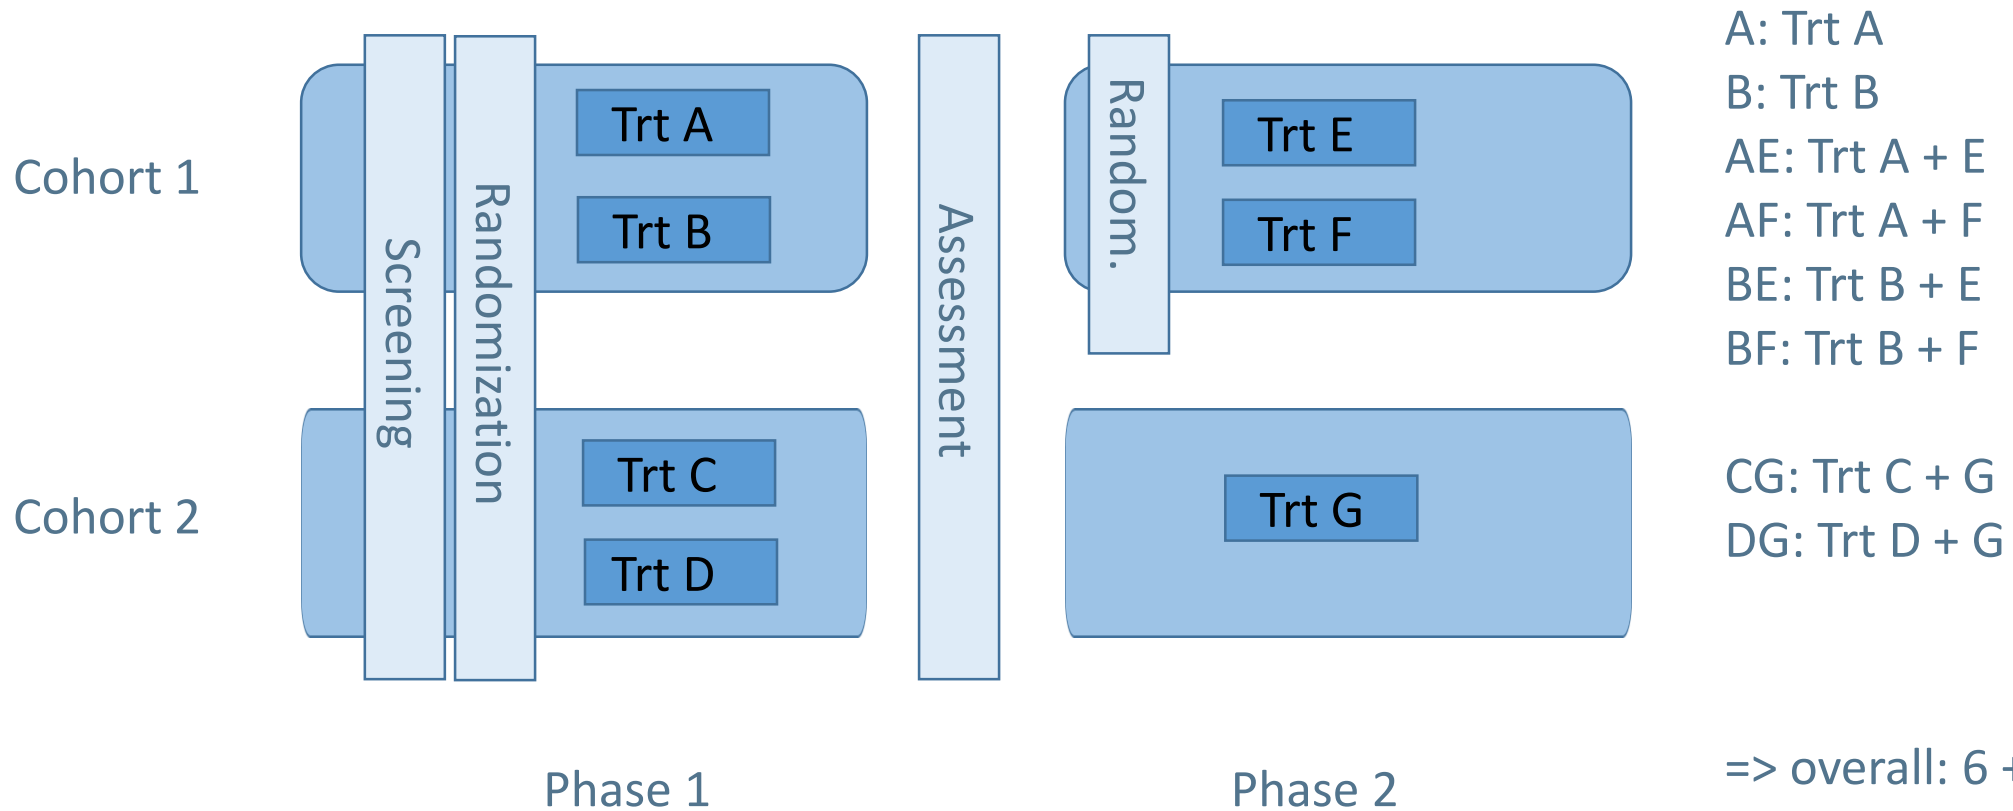 Cohort 1
Cohort 2
Screening
Randomization
Trt A
Trt B
Trt C
Trt D
Assessment
Random.
Trt E
Trt F
Trt G
Phase 1
Phase 2
A: Trt A
B: Trt B
AE: Trt A + E
AF: Trt A + F
BE: Trt B + E
BF: Trt B + F
CG: Trt C + G
DG: Trt D + G
=> overall: 6 +